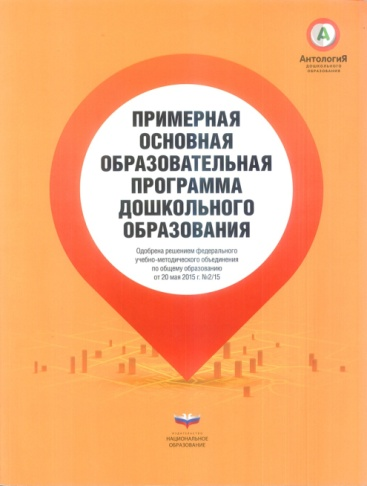 А
АнтологиЯ
ДОШКОЛЬНОГО
ОБРАЗОВАНИЯ
ПРИМЕРНАЯ
ОСНОВНАЯ
ОБРАЗОВАТЕЛЬНАЯ
ПРОГРАММА
ДОШКОЛЬНОГО
ОБРАЗОВАНИЯ
Одобрена решением федерального
учебно-методического объединения
по общему образованию
от 20 мая 2015 г. №2/15
ИЗДАТЕЛЬСТВО
НАЦИОНАЛЬНОЕ
ОБРАЗОВАНИЕ